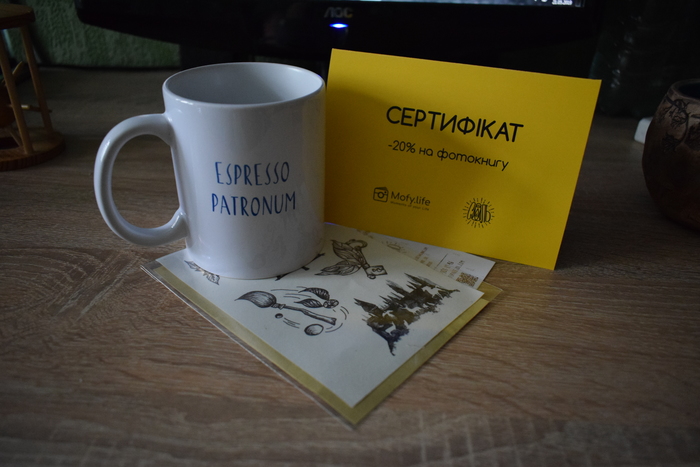 AOC
ESPRESSO
PATRONUM
СЕРТИФІКАТ
-20% на фотокнигу
Mofy.life